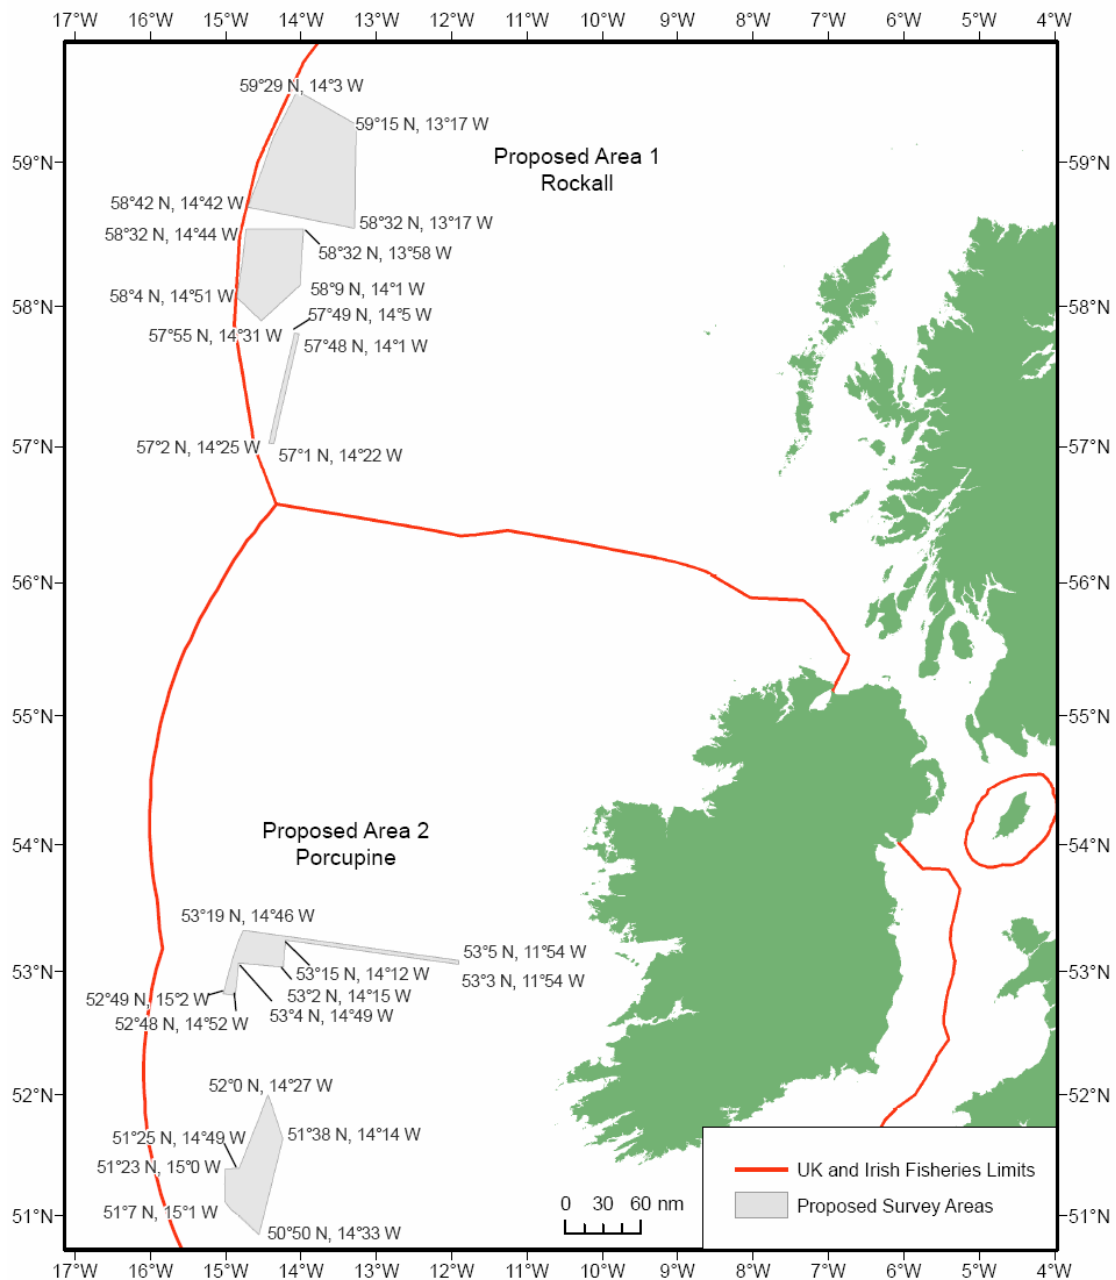 17°W 16°W 15°W 14°W 13°W 12°W 11°W 10°W 9°W 8°W 7°W 6°W 5°W 4°W
59°29 N, 14°3 W
59°15 N, 13°17 W
Proposed Area 1
Rockall
59°N 59°N
58°42 N, 14°42 W
58°32 N, 13°17 W
58°32 N, 14°44 W
58°32 N, 13°58 W
58°4 N, 14°51 W
58°9 N, 14°1 W
58°N 58°N
57°49 N, 14°5 W
57°55 N, 14°31 W
57°48 N, 14°1 W
57°2 N, 14°25 W
57°1 N, 14°22 W
57°N 57°N
56°N 56°N
55°N 55°N
Proposed Area 2
Porcupine
54°N 54°N
53°19 N, 14°46 W
53°5 N, 11°54 W
53°15 N, 14°12 W
53°3 N, 11°54 W
53°N 53°N
53°2 N, 14°15 W
52°49 N, 15°2 W
53°4 N, 14°49 W
52°48 N, 14°52 W
52°0 N, 14°27 W
52°N 52°N
51°25 N, 14°49 W
51°38 N, 14°14 W
51°23 N, 15°0 W
51°7 N, 15°1 W
50°50 N, 14°33 W
51°N 51°N
0 30 60 nm
UK and Irish Fisheries Limits
Proposed Survey Areas
17°W 16°W 15°W 14°W 13°W 12°W 11°W 10°W 9°W 8°W 7°W 6°W 5°W 4°W